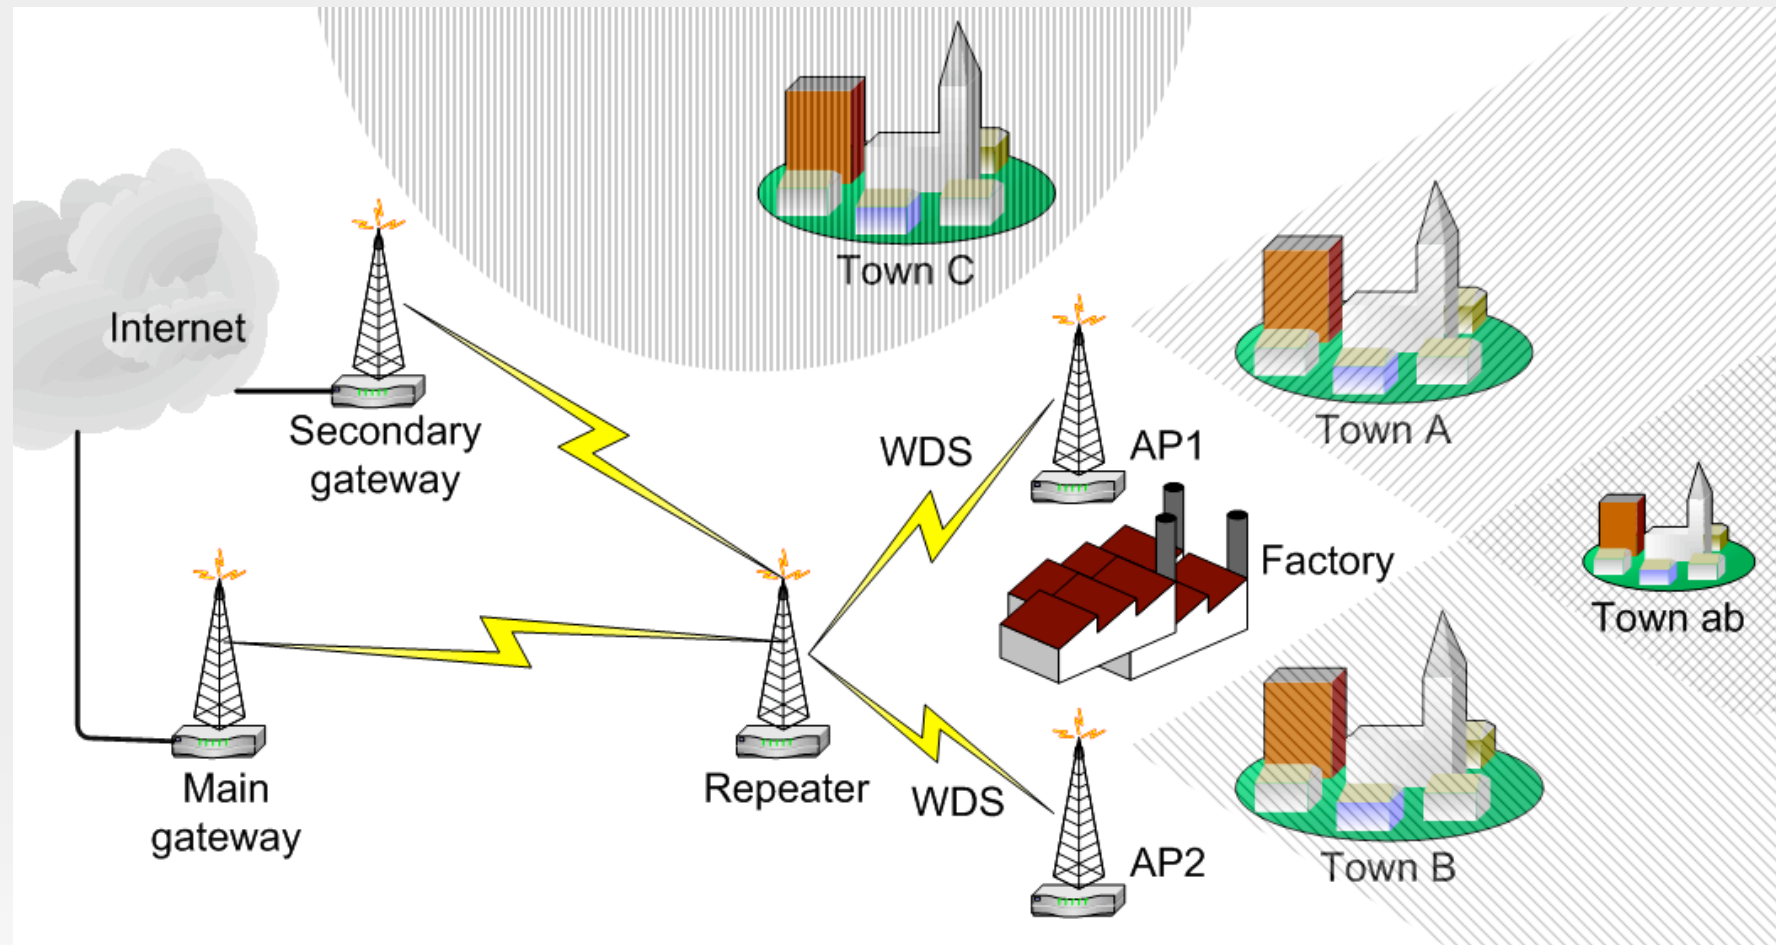 Town C
Internet
Secondary
gateway
WDS
AP1
Town A
Factory
Town ab
Main
gateway
Repeater
WDS
AP2
Town B